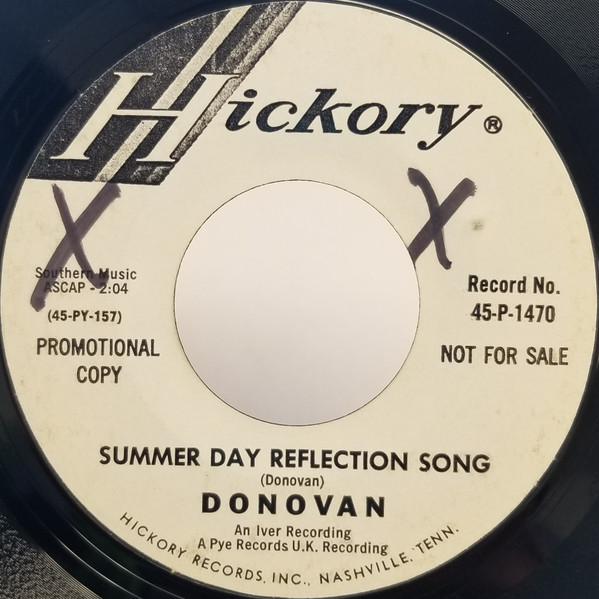 Hickory®
X
X
Southern Music
ASCAP - 2:04
(45-PY-157)
PROMOTIONAL
COPY
Record No.
45-P-1470
NOT FOR SALE
SUMMER DAY REFLECTION SONG
(Donovan)
DONOVAN
An Iver Recording
A Pye Records U.K. Recording
HICKORY RECORDS, INC., NASHVILLE, TENN.